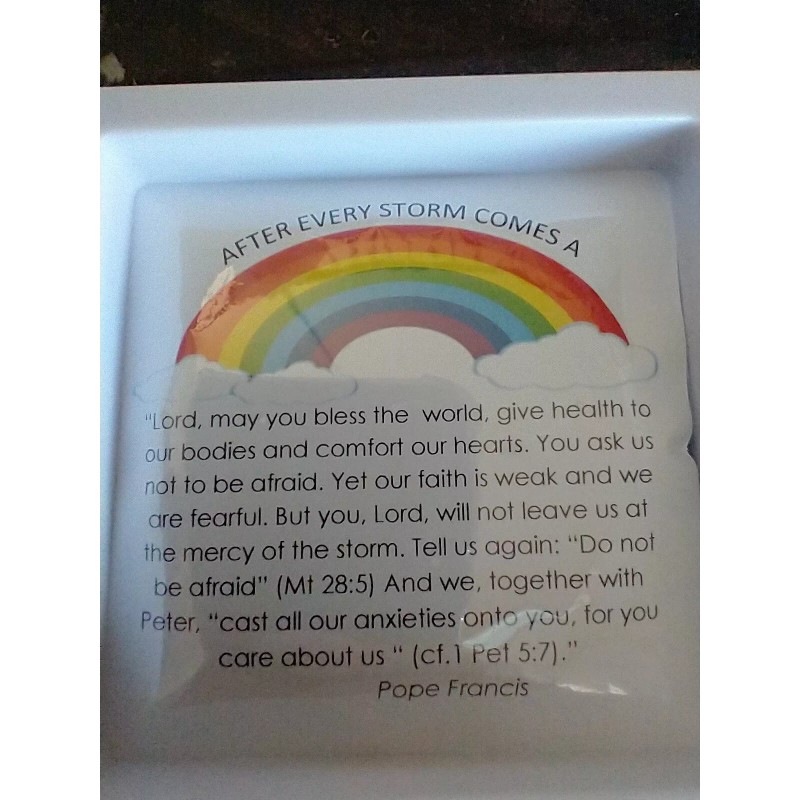 AFTER EVERY STORM COMES A
“Lord, may you bless the world, give health to
our bodies and comfort our hearts. You ask us
not to be afraid. Yet our faith is weak and we
are fearful. But you, Lord, will not leave us at
the mercy of the storm. Tell us again: “Do not
be afraid” (Mt 28:5) And we, together with
Peter, “cast all our anxieties onto you, for you
care about us “ (cf.1 Pet 5:7).”
Pope Francis